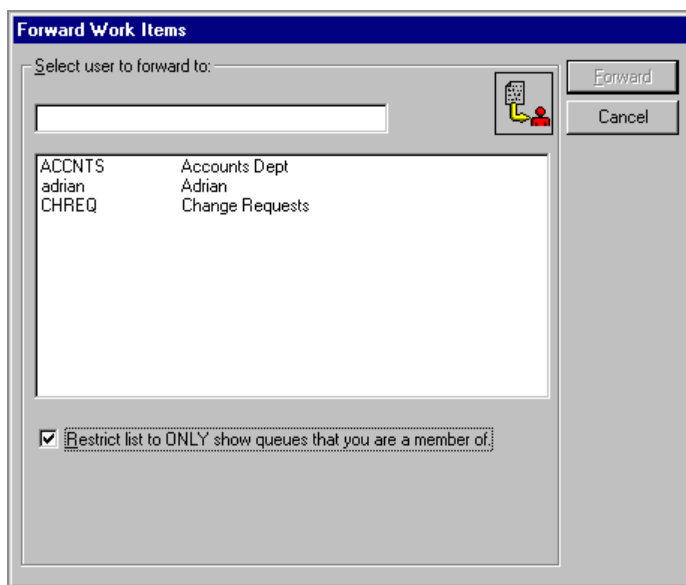 Forward Work Items
Select user to forward to:
Forward
Cancel
ACCNTS Accounts Dept
adrian Adrian
CHREQ Change Requests
Restrict list to ONLY show queues that you are a member of.